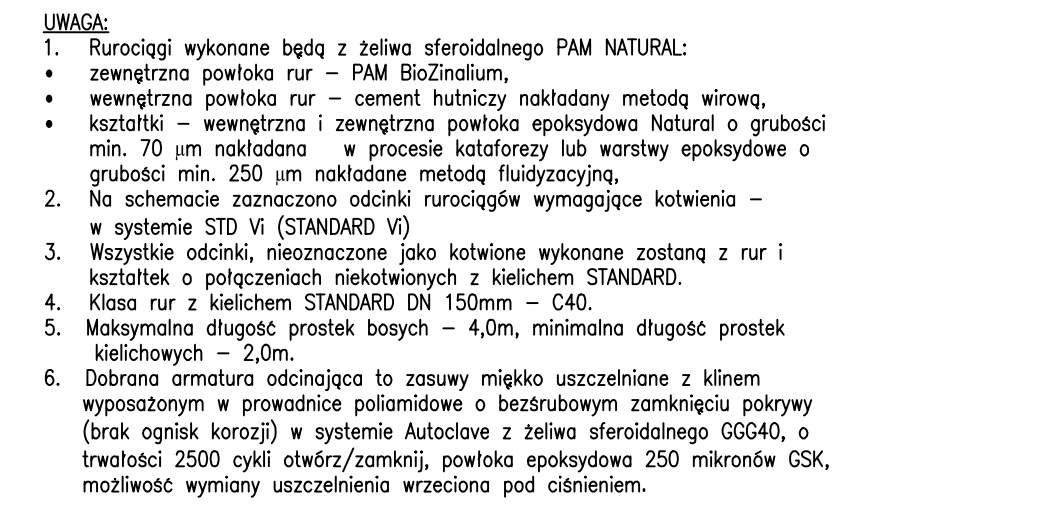 UWAGA:
1. Rurociągi wykonane będą z żeliwa sferoidalnego PAM NATURAL:
• zewnętrzna powłoka rur – PAM BioZinalium,
• wewnętrzna powłoka rur – cement hutniczy nakładany metodą wirową,
• kształtki – wewnętrzna i zewnętrzna powłoka epoksydowa Natural o grubości
min. 70 μm nakładana w procesie kataforezy lub warstwy epoksydowe o
grubości min. 250 μm nakładane metodą fluidyzacyjną,
2. Na schemacie zaznaczono odcinki rurociągów wymagające kotwienia –
w systemie STD Vi (STANDARD Vi)
3. Wszystkie odcinki, nieoznaczone jako kotwione wykonane zostaną z rur i
kształtek o połączeniach niekotwionych z kielichem STANDARD.
4. Klasa rur z kielichem STANDARD DN 150mm – C40.
5. Maksymalna długość prostek bosych – 4,0m, minimalna długość prostek
kielichowych – 2,0m.
6. Dobrana armatura odcinająca to zasuwy miękko uszczelniane z klinem
wyposażonym w prowadnice poliamidowe o bezśrubowym zamknięciu pokrywy
(brak ognisk korozji) w systemie Autoclave z żeliwa sferoidalnego GGG40, o
trwałości 2500 cykli otwórz/zamknij, powłoka epoksydowa 250 mikronów GSK,
możliwość wymiany uszczelnienia wrzeciona pod ciśnieniem.